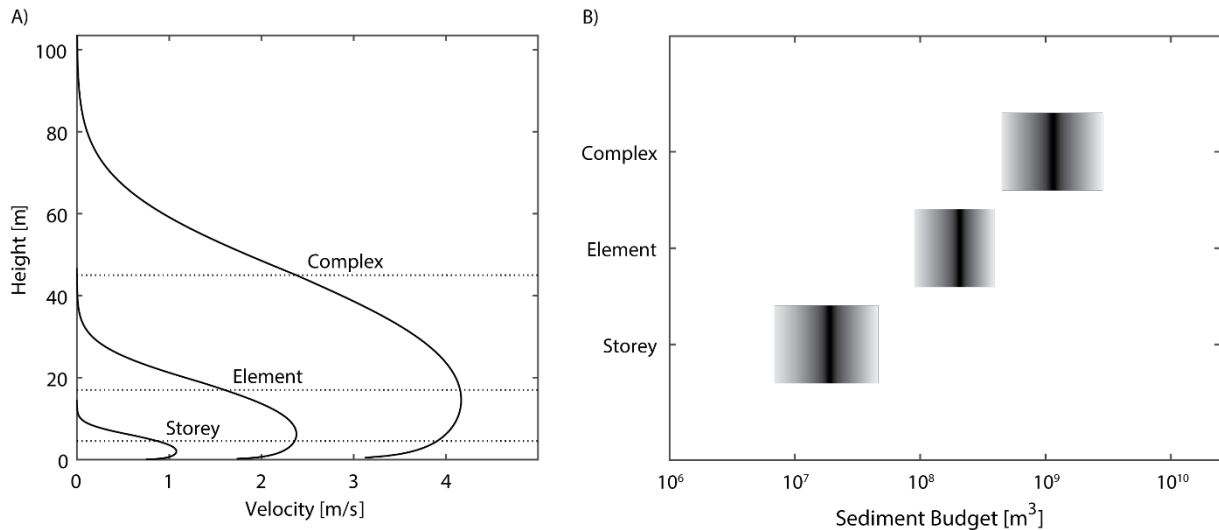 A)
100
80
60
40
20
0
Height [m]
Complex
Element
Storey
0 1 2 3 4
Velocity [m/s]
B)
Complex
Element
Storey
10⁶ 10⁷ 10⁸ 10⁹ 10¹⁰
Sediment Budget [m³]